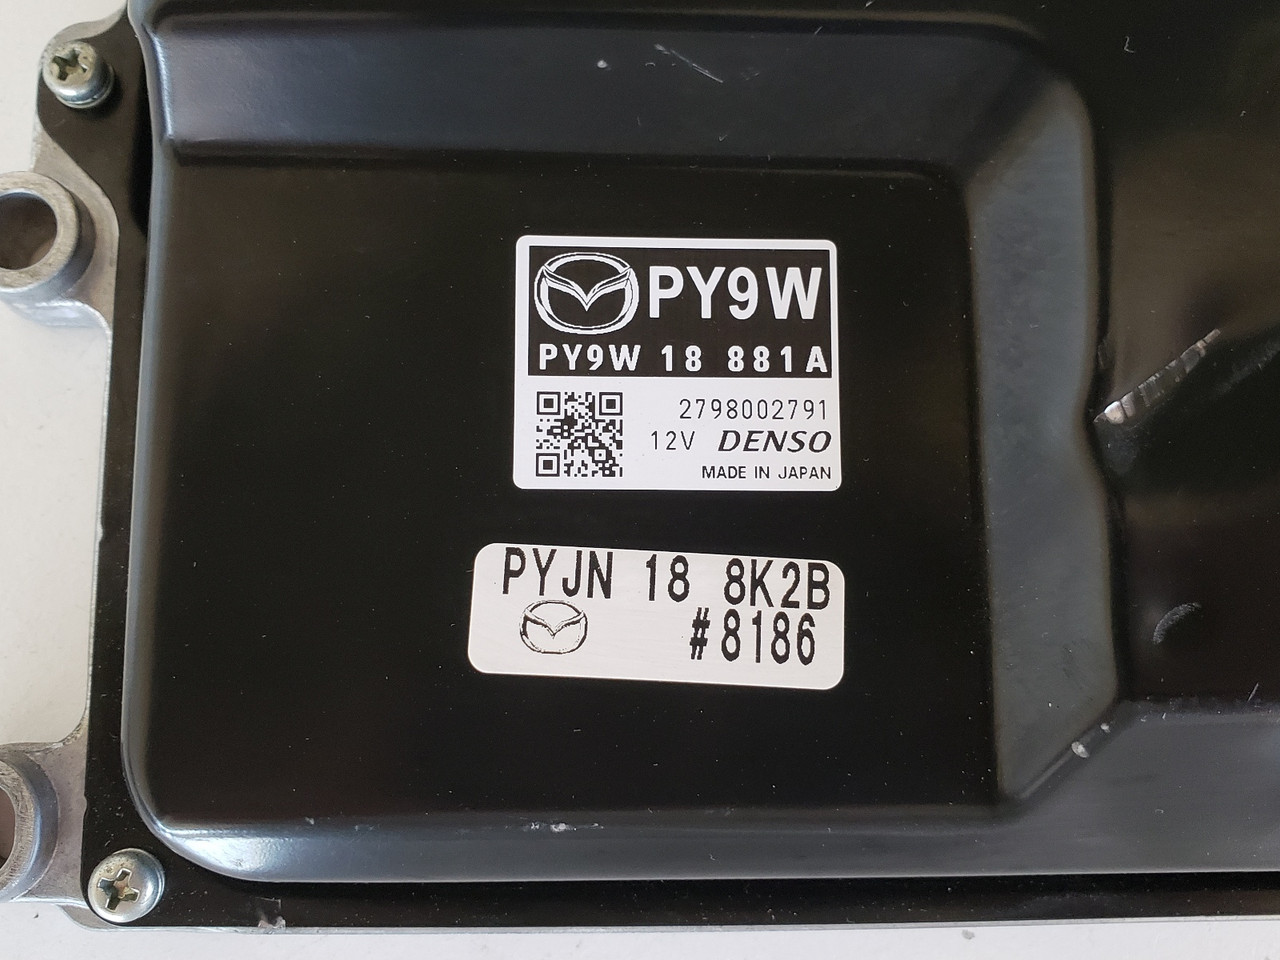 PY9W
PY9W 18 881A
2798002791
12V DENSO
MADE IN JAPAN
PYJN 18 8K2B
#8186